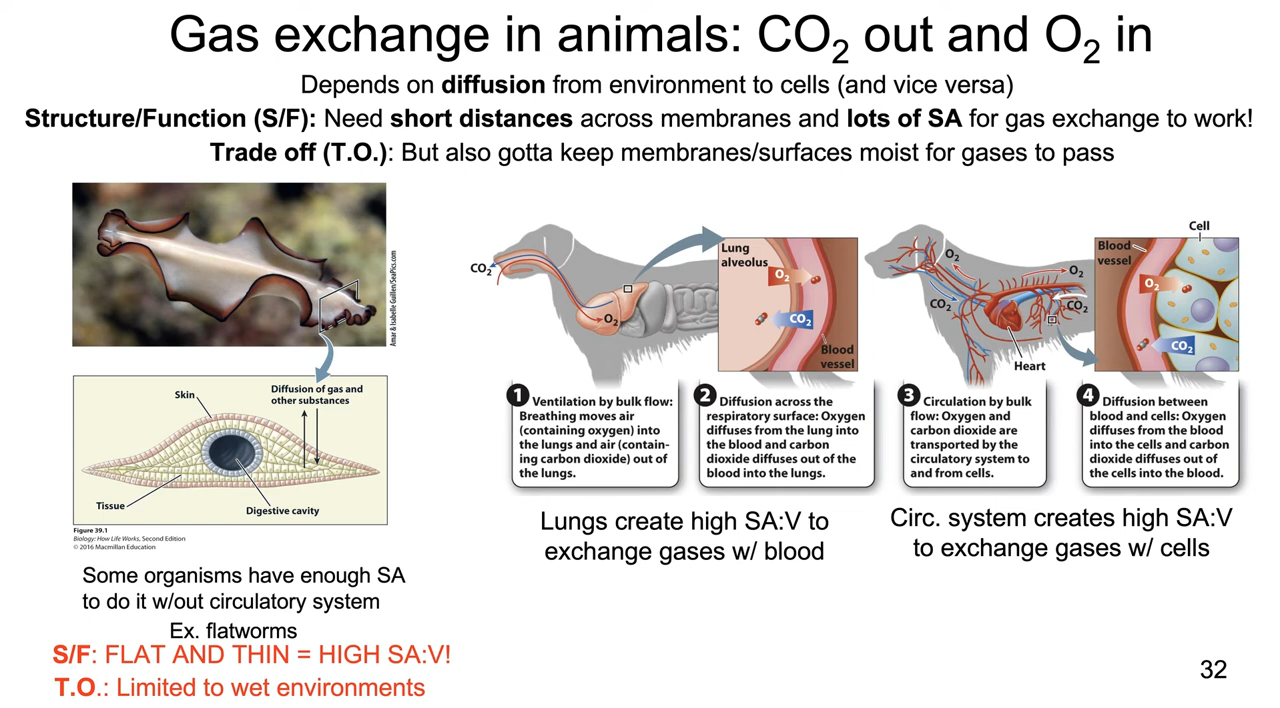 Gas exchange in animals: CO₂ out and O₂ in
Depends on diffusion from environment to cells (and vice versa)
Structure/Function (S/F): Need short distances across membranes and lots of SA for gas exchange to work!
Trade off (T.O.): But also gotta keep membranes/surfaces moist for gases to pass
Amar & Isabelle Guillen/SeaPics.com
Skin
Diffusion of gas and
other substances
Tissue
Digestive cavity
Figure 39.1
Biology: How Life Works, Second Edition
© 2016 Macmillan Education
Some organisms have enough SA
to do it w/out circulatory system
Ex. flatworms
S/F: FLAT AND THIN = HIGH SA:V!
T.O.: Limited to wet environments
CO₂
O₂
Lung
alveolus
O₂
CO₂
Blood
vessel
1 Ventilation by bulk flow:
Breathing moves air
(containing oxygen) into
the lungs and air (contain-
ing carbon dioxide) out of
the lungs.
2 Diffusion across the
respiratory surface: Oxygen
diffuses from the lung into
the blood and carbon
dioxide diffuses out of the
blood into the lungs.
Lungs create high SA:V to
exchange gases w/ blood
O₂
O₂
CO₂
CO₂
Heart
Cell
Blood
vessel
O₂
CO₂
3 Circulation by bulk
flow: Oxygen and
carbon dioxide are
transported by the
circulatory system to
and from cells.
4 Diffusion between
blood and cells: Oxygen
diffuses from the blood
into the cells and carbon
dioxide diffuses out of
the cells into the blood.
Circ. system creates high SA:V
to exchange gases w/ cells
32